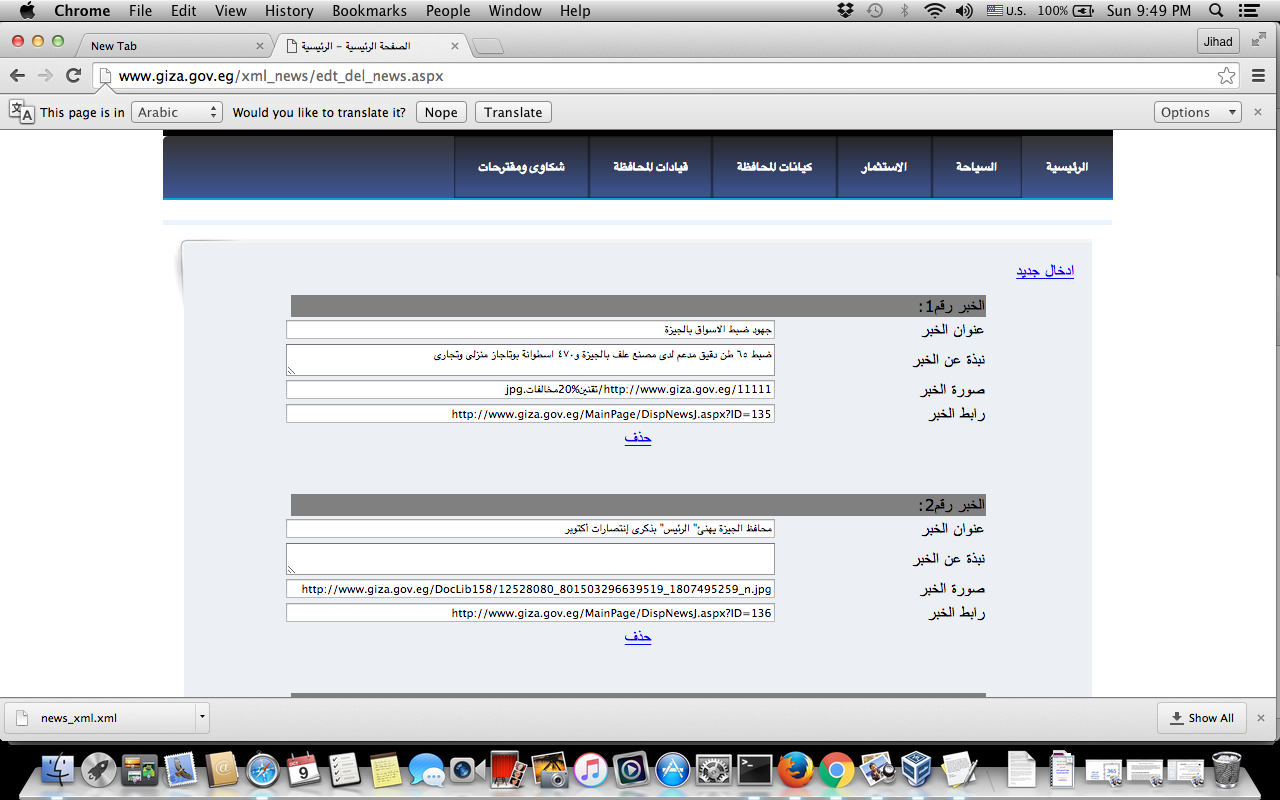 Chrome File Edit View History Bookmarks People Window Help U.S. 100% Sun 9:49 PM
New Tab
الصفحة الرئيسية - الرئيسية
Jihad
www.giza.gov.eg/xml_news/edt_del_news.aspx
This page is in Arabic Would you like to translate it? Nope Translate Options
الرئيسية السياحة الاستثمار كيانات المحافظة قيادات المحافظة شكاوى ومقترحات
ادخال جديد
الخبر رقم1:
عنوان الخبر جهود ضبط الاسواق بالجيزة
نبذة عن الخبر ضبط ٦٥ طن دقيق مدعم لدى مصنع علف بالجيزة و٤٧٠ اسطوانة بوتاجاز منزلى وتجارى
صورة الخبر http://www.giza.gov.eg/11111/تقنين%20مخالفات.jpg
رابط الخبر http://www.giza.gov.eg/MainPage/DispNewsJ.aspx?ID=135
حذف
الخبر رقم2:
عنوان الخبر محافظ الجيزة يهنئ" الرئيس" بذكرى إنتصارات أكتوبر
نبذة عن الخبر
صورة الخبر http://www.giza.gov.eg/DocLib158/12528080_801503296639519_1807495259_n.jpg
رابط الخبر http://www.giza.gov.eg/MainPage/DispNewsJ.aspx?ID=136
حذف
news_xml.xml
Show All
OCT
9
365